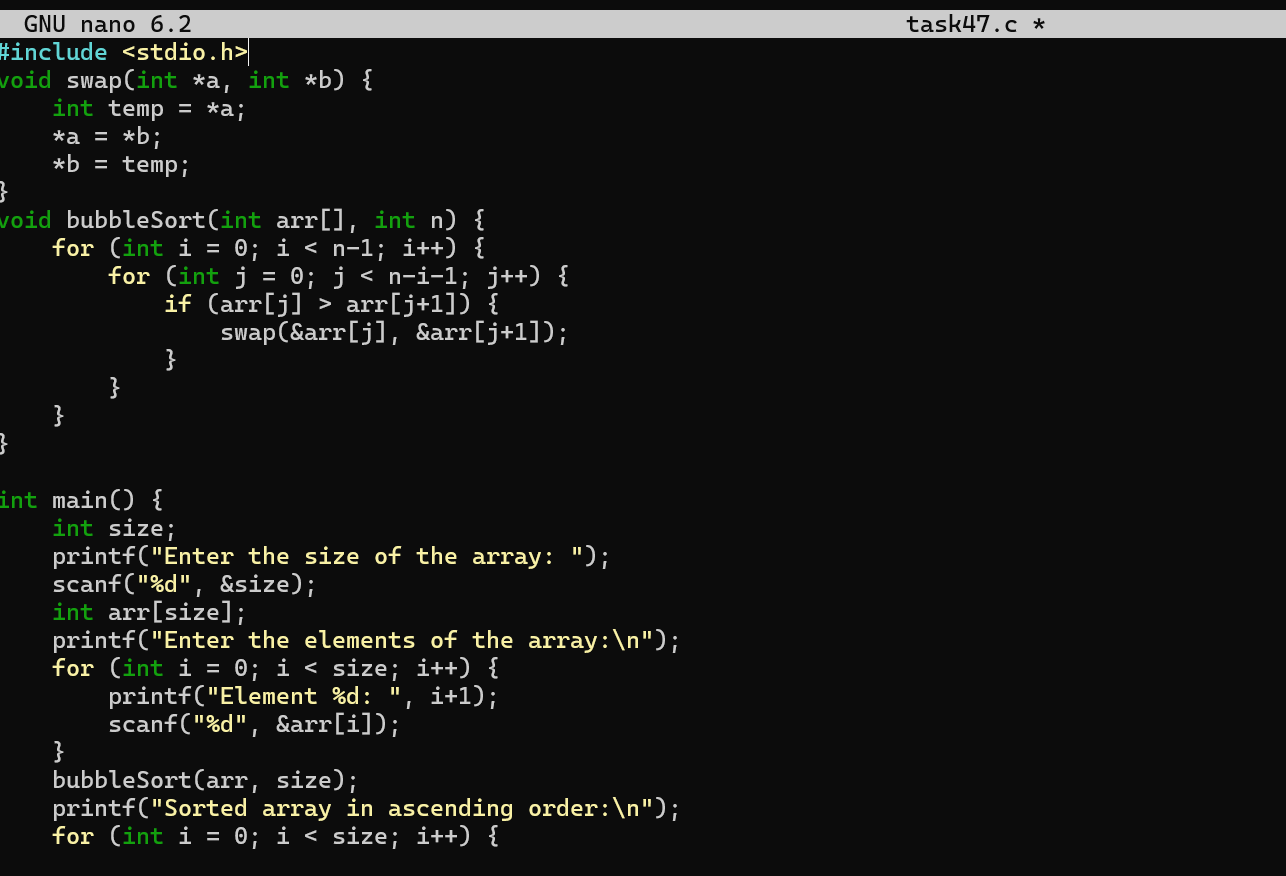 GNU nano 6.2 task47.c *
#include <stdio.h>
void swap(int *a, int *b) {
    int temp = *a;
    *a = *b;
    *b = temp;
}
void bubbleSort(int arr[], int n) {
    for (int i = 0; i < n-1; i++) {
        for (int j = 0; j < n-i-1; j++) {
            if (arr[j] > arr[j+1]) {
                swap(&arr[j], &arr[j+1]);
            }
        }
    }
}

int main() {
    int size;
    printf("Enter the size of the array: ");
    scanf("%d", &size);
    int arr[size];
    printf("Enter the elements of the array:\n");
    for (int i = 0; i < size; i++) {
        printf("Element %d: ", i+1);
        scanf("%d", &arr[i]);
    }
    bubbleSort(arr, size);
    printf("Sorted array in ascending order:\n");
    for (int i = 0; i < size; i++) {